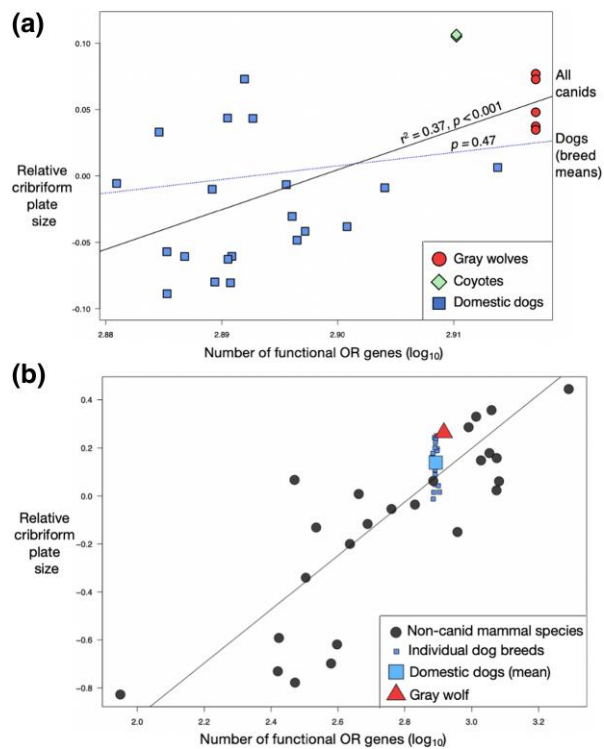 (a)
0.10
0.05
0.00
-0.05
-0.10
Relative
cribriform
plate
size
r² = 0.37, p < 0.001
p = 0.47
All
canids
Dogs
(breed
means)
Gray wolves
Coyotes
Domestic dogs
2.88 2.89 2.90 2.91
Number of functional OR genes (log₁₀)
(b)
0.4
0.2
0.0
-0.2
-0.4
-0.6
-0.8
Relative
cribriform
plate
size
Non-canid mammal species
Individual dog breeds
Domestic dogs (mean)
Gray wolf
2.0 2.2 2.4 2.6 2.8 3.0 3.2
Number of functional OR genes (log₁₀)